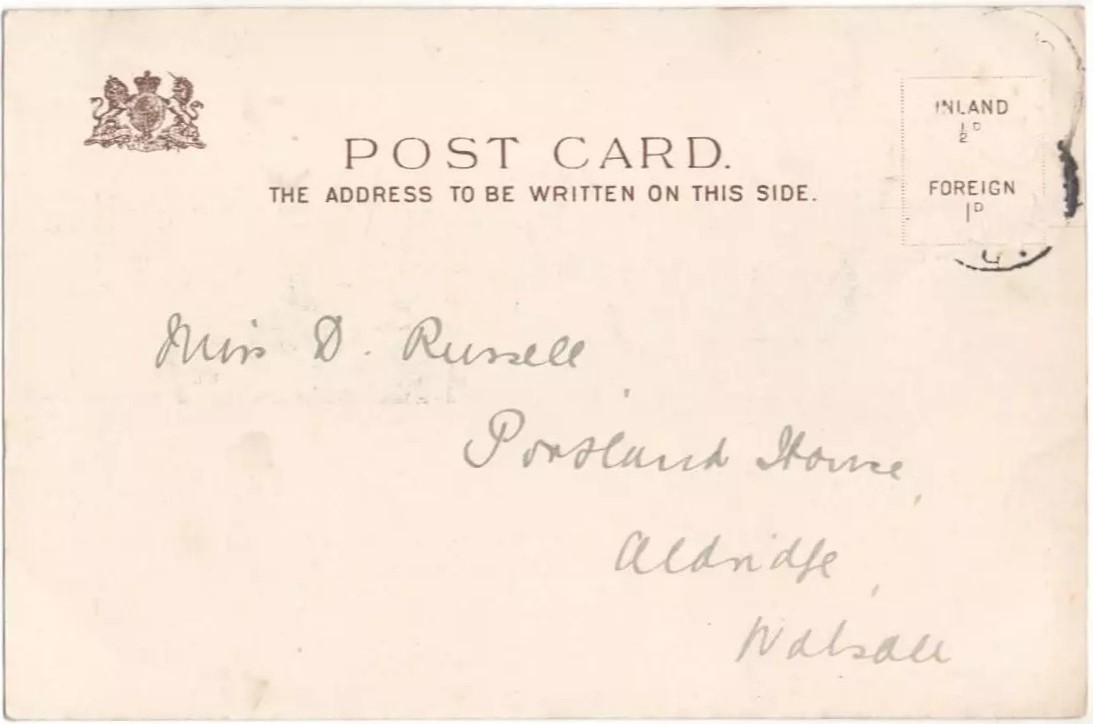 POST CARD.
THE ADDRESS TO BE WRITTEN ON THIS SIDE.
INLAND
½D
FOREIGN
1D
Miss D. Russell
Portland House,
Aldridge,
Walsall